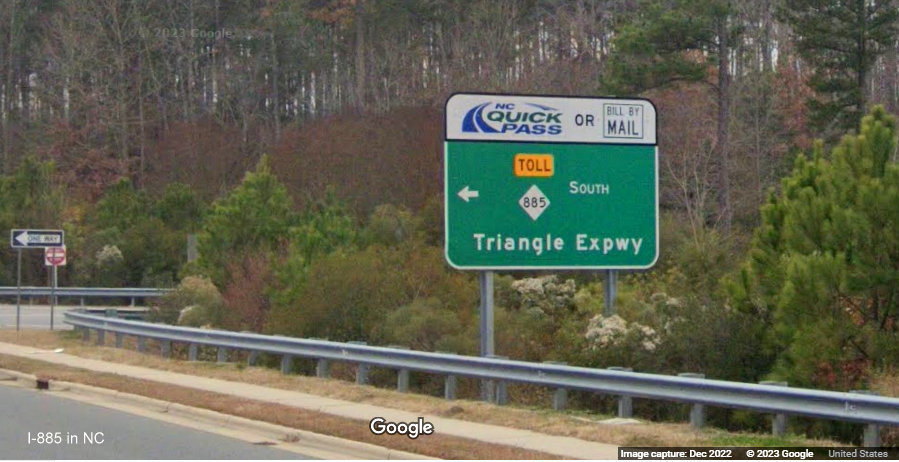 © 2023 Google
NC
QUICK
PASS
OR
BILL BY
MAIL
TOLL
885
SOUTH
Triangle Expwy
ONE WAY
I-885 in NC
Google
Image capture: Dec 2022 © 2023 Google United States